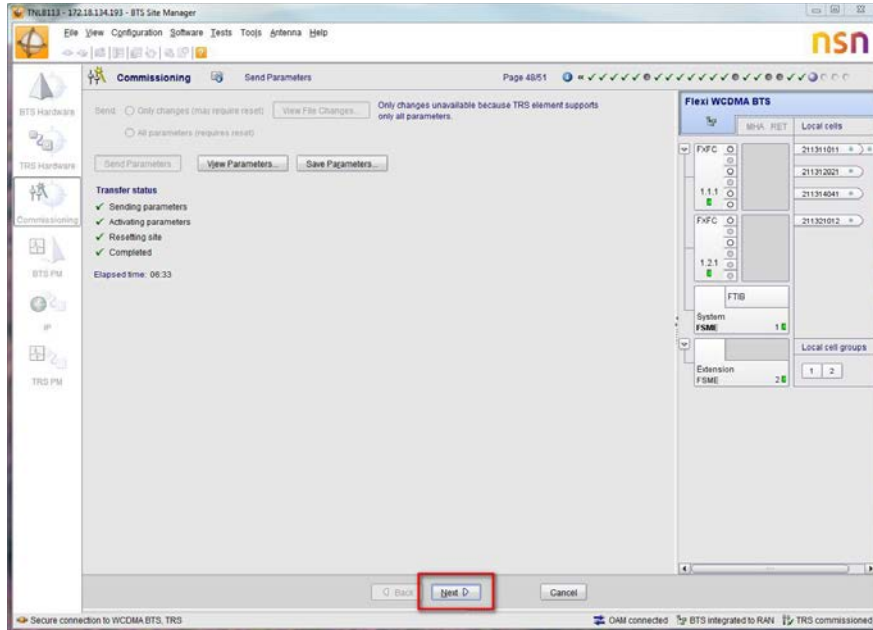 TNLB113 - 172.18.134.193 - BTS Site Manager
File View Configuration Software Tests Tools Antenna Help
nsn
Commissioning Send Parameters Page 48/51
BTS Hardware
TRS Hardware
Commissioning
BTS PM
IP
TRS PM
Send Only changes (may require reset) View File Changes...
All parameters (requires reset)
Only changes unavailable because TRS element supports
only all parameters.
Send Parameters View Parameters... Save Parameters...
Transfer status
Sending parameters
Activating parameters
Resetting site
Completed
Elapsed time: 06:33
Flexi WCDMA BTS
MHA RET Local cells
FXFC
1.1.1
211311011
211312021
211314041
FXFC
1.2.1
211321012
FTIB
System
FSME 1
Extension
FSME 2
Local cell groups
1 2
Back Next Cancel
Secure connection to WCDMA BTS, TRS
OAM connected BTS integrated to RAN TRS commissioned